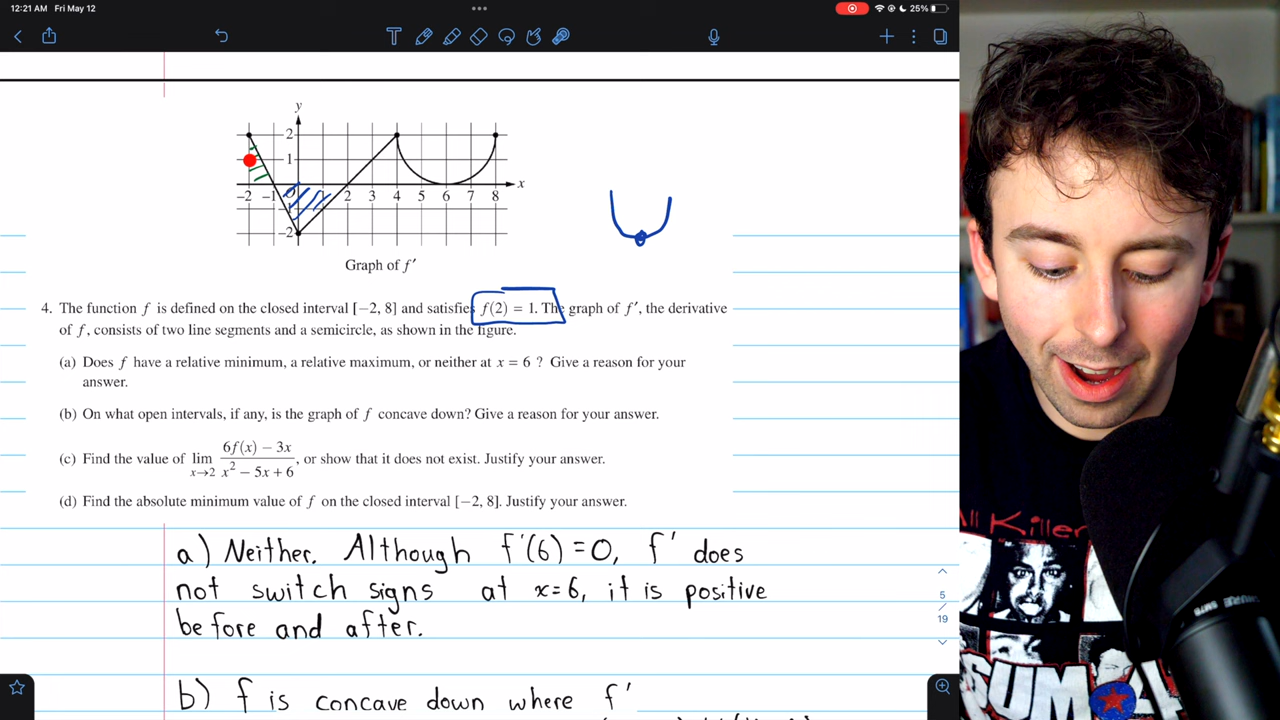 12:21 AM Fri May 12
25%
y
2
1
-2 -1 O 2 3 4 5 6 7 8 x
-1
-2
Graph of f′
4. The function f is defined on the closed interval [−2, 8] and satisfies f(2) = 1. The graph of f′, the derivative
of f, consists of two line segments and a semicircle, as shown in the figure.
(a) Does f have a relative minimum, a relative maximum, or neither at x = 6 ? Give a reason for your
answer.
(b) On what open intervals, if any, is the graph of f concave down? Give a reason for your answer.
(c) Find the value of lim x→2 (6f(x) − 3x)/(x² − 5x + 6), or show that it does not exist. Justify your answer.
(d) Find the absolute minimum value of f on the closed interval [−2, 8]. Justify your answer.
a) Neither. Although f'(6) = 0, f' does
not switch signs at x=6, it is positive
before and after.
b) f is concave down where f'
5
/
19
All Killer
SUM 41